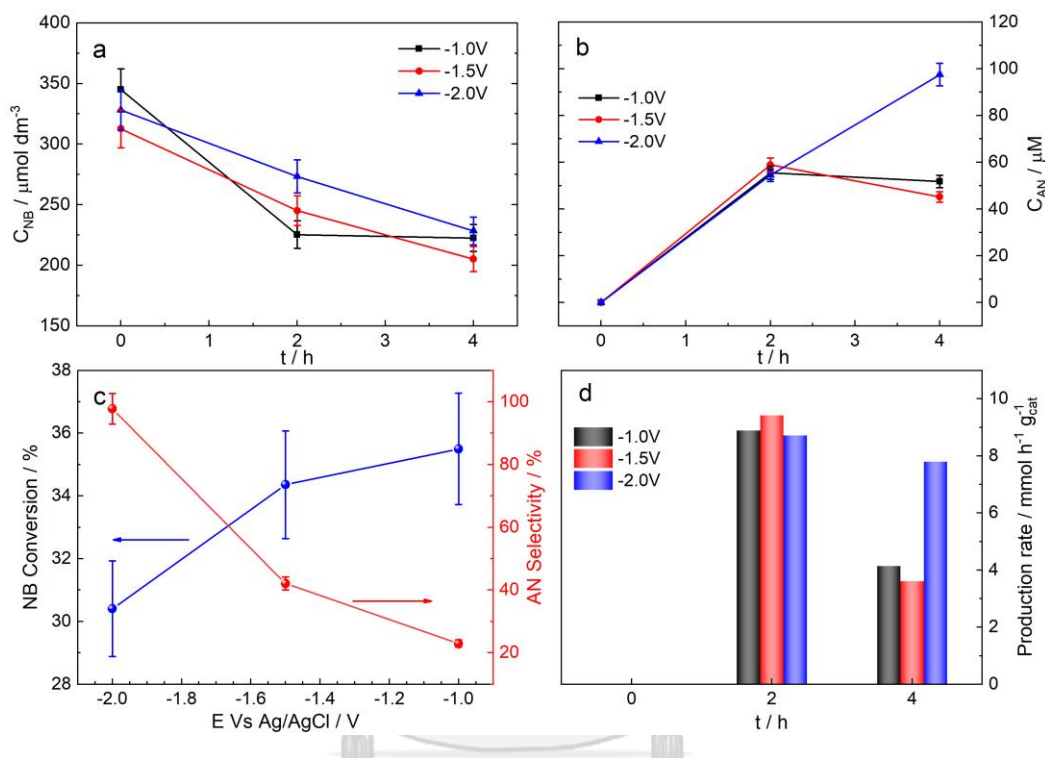 a
-1.0V
-1.5V
-2.0V
400
350
300
250
200
150
C_NB / μmol dm⁻³
0 1 2 3 4
t / h
b
-1.0V
-1.5V
-2.0V
120
100
80
60
40
20
0
C_AN / μM
0 1 2 3 4
t / h
c
38
36
34
32
30
28
NB Conversion / %
100
80
60
40
20
AN Selectivity / %
-2.0 -1.8 -1.6 -1.4 -1.2 -1.0
E Vs Ag/AgCl / V
d
-1.0V
-1.5V
-2.0V
10
8
6
4
2
0
Production rate / mmol h⁻¹ g⁻¹cat
0 2 4
t / h